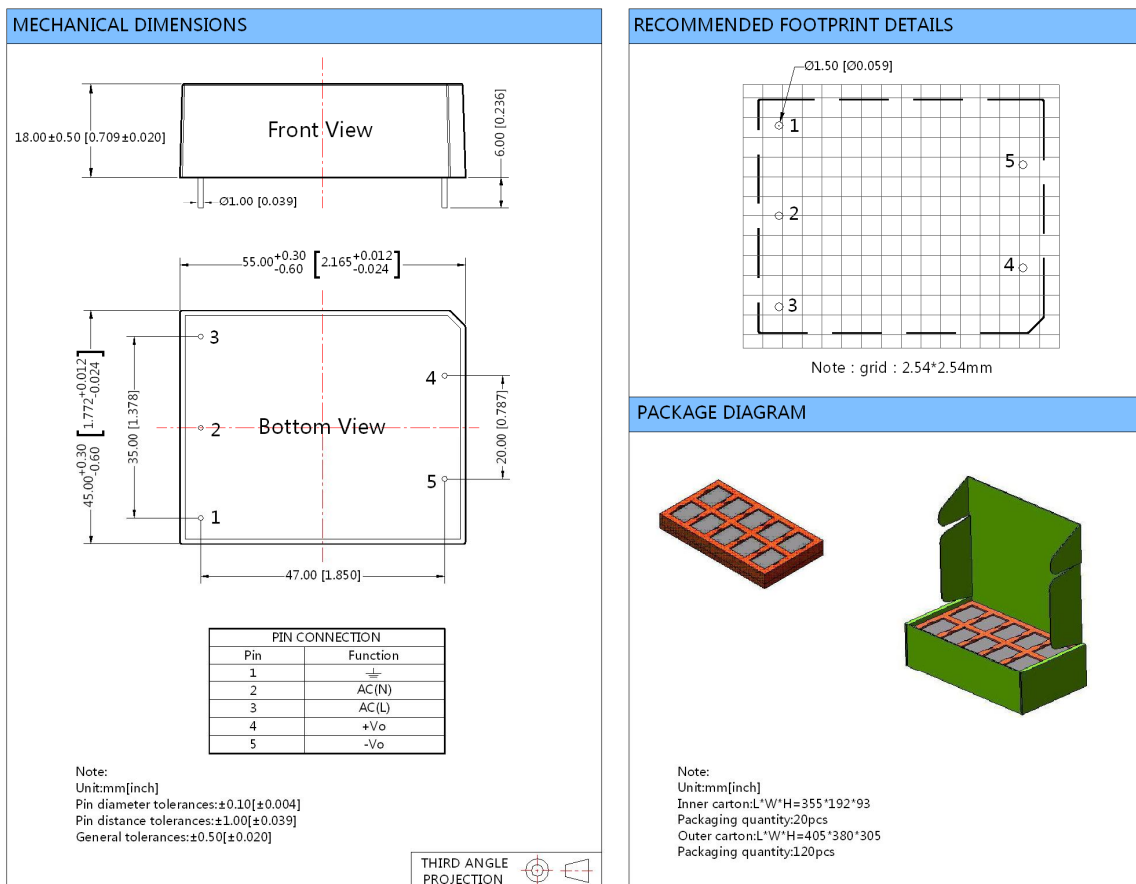 MECHANICAL DIMENSIONS
18.00±0.50 [0.709±0.020]
Front View
6.00 [0.236]
Ø1.00 [0.039]
55.00+0.30 -0.60 [2.165+0.012 -0.024]
45.00+0.30 -0.60 [1.772+0.012 -0.024]
35.00 [1.378]
3
2
1
Bottom View
4
5
20.00 [0.787]
47.00 [1.850]
PIN CONNECTION
Pin Function
1 ⏚
2 AC(N)
3 AC(L)
4 +Vo
5 -Vo
Note:
Unit:mm[inch]
Pin diameter tolerances:±0.10[±0.004]
Pin distance tolerances:±1.00[±0.039]
General tolerances:±0.50[±0.020]
THIRD ANGLE
PROJECTION
RECOMMENDED FOOTPRINT DETAILS
Ø1.50 [Ø0.059]
1
5
2
4
3
Note : grid : 2.54*2.54mm
PACKAGE DIAGRAM
Note:
Unit:mm[inch]
Inner carton:L*W*H=355*192*93
Packaging quantity:20pcs
Outer carton:L*W*H=405*380*305
Packaging quantity:120pcs